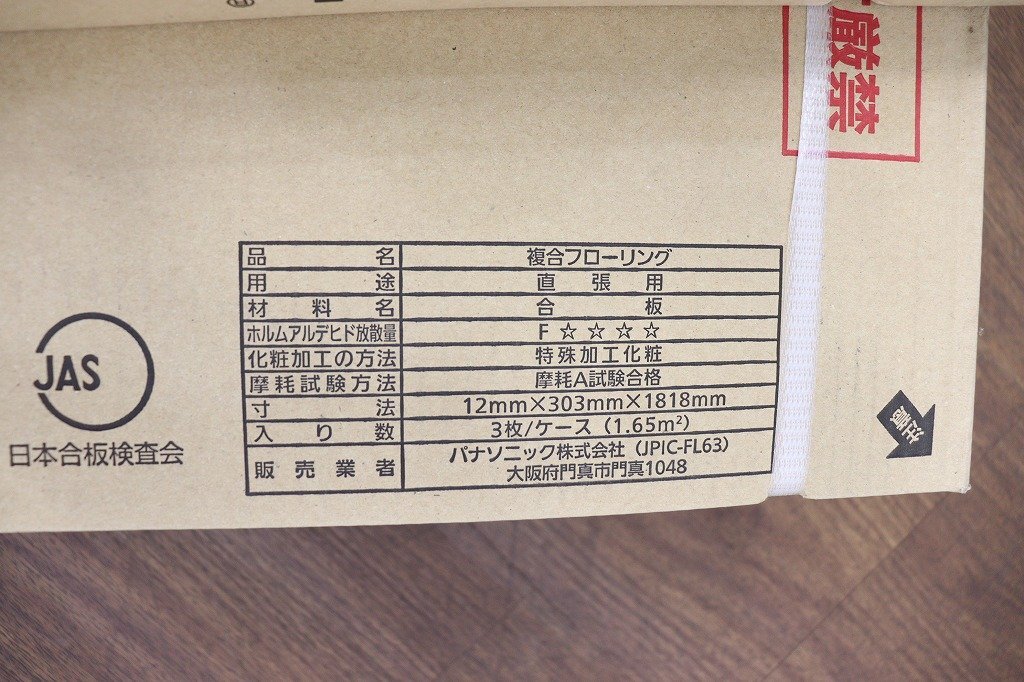 厳禁
品名 複合フローリング
用途 直張用
材料名 合板
ホルムアルデヒド放散量 F☆☆☆☆
化粧加工の方法 特殊加工化粧
摩耗試験方法 摩耗A試験合格
寸法 12mm×303mm×1818mm
入り数 3枚/ケース（1.65m²）
販売業者 パナソニック株式会社（JPIC-FL63）
大阪府門真市門真1048
JAS
日本合板検査会
注意